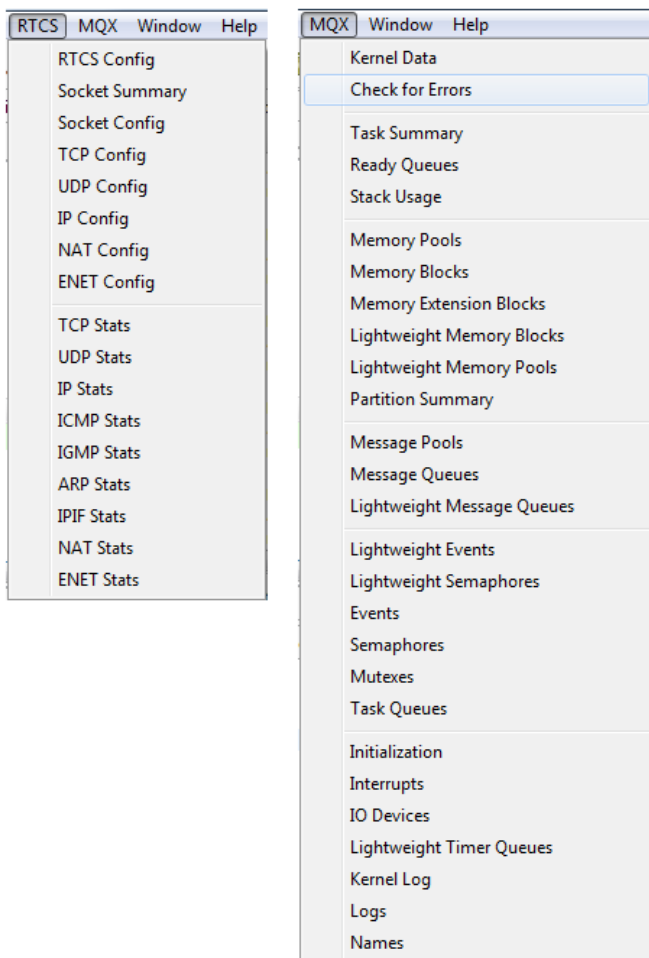 RTCS MQX Window Help
RTCS Config
Socket Summary
Socket Config
TCP Config
UDP Config
IP Config
NAT Config
ENET Config
TCP Stats
UDP Stats
IP Stats
ICMP Stats
IGMP Stats
ARP Stats
IPIF Stats
NAT Stats
ENET Stats
MQX Window Help
Kernel Data
Check for Errors
Task Summary
Ready Queues
Stack Usage
Memory Pools
Memory Blocks
Memory Extension Blocks
Lightweight Memory Blocks
Lightweight Memory Pools
Partition Summary
Message Pools
Message Queues
Lightweight Message Queues
Lightweight Events
Lightweight Semaphores
Events
Semaphores
Mutexes
Task Queues
Initialization
Interrupts
IO Devices
Lightweight Timer Queues
Kernel Log
Logs
Names